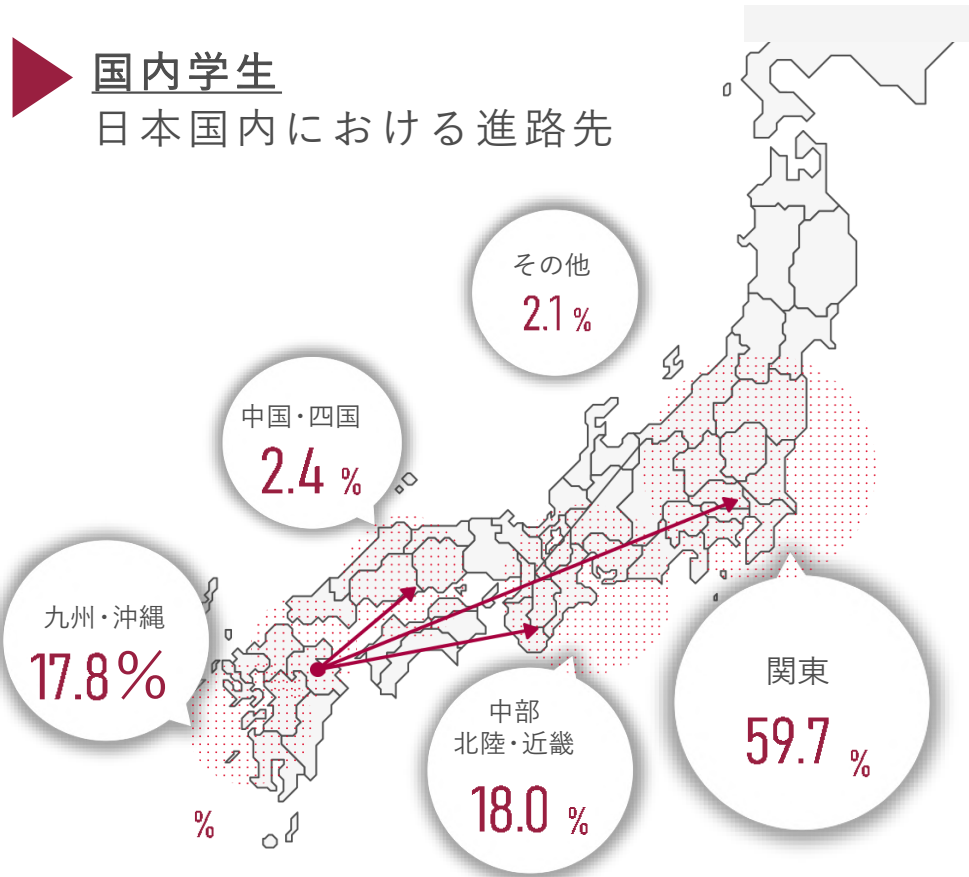 国内学生
日本国内における進路先
その他
2.1 %
中国・四国
2.4 %
九州・沖縄
17.8%
関東
59.7 %
中部
北陸・近畿
18.0 %
%